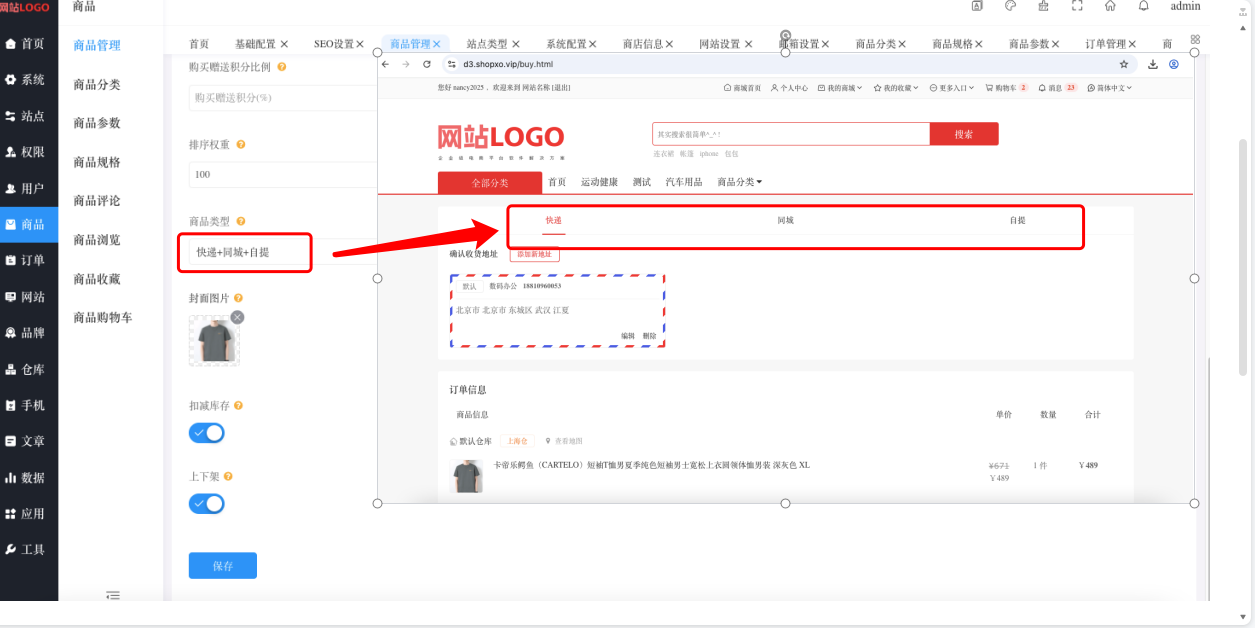 网站LOGO
商品
admin
首页
系统
站点
权限
用户
商品
订单
网站
品牌
仓库
手机
文章
数据
应用
工具
商品管理
商品分类
商品参数
商品规格
商品评论
商品浏览
商品收藏
商品购物车
首页 基础配置 SEO设置 商品管理 站点类型 系统配置 商店信息 网站设置 邮箱设置 商品分类 商品规格 商品参数 订单管理 商
购买赠送积分比例
购买赠送积分(%)
排序权重
100
商品类型
快递+同城+自提
封面图片
扣减库存
上下架
保存
d3.shopxo.vip/buy.html
您好 nancy2025 ，欢迎来到 网站名称 [退出]
商城首页 个人中心 我的商城 我的收藏 更多入口 购物车 2 消息 23 简体中文
网站LOGO
企业级电商平台软件解决方案
其实搜索很简单^_^!
搜索
连衣裙 帐篷 iphone 包包
全部分类 首页 运动健康 测试 汽车用品 商品分类
快递 同城 自提
确认收货地址 添加新地址
默认 数码办公 18810960053
北京市 北京市 东城区 武汉 江夏
编辑 删除
订单信息
商品信息 单价 数量 合计
默认仓库 上海仓 查看地图
卡帝乐鳄鱼（CARTELO）短袖T恤男夏季纯色短袖男士宽松上衣圆领体恤男装 深灰色 XL ¥671 1 件 ¥489
¥489